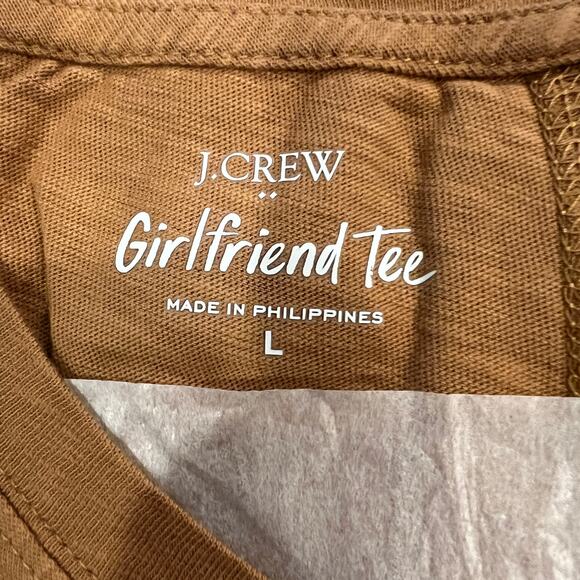 J.CREW
Girlfriend Tee
MADE IN PHILIPPINES
L